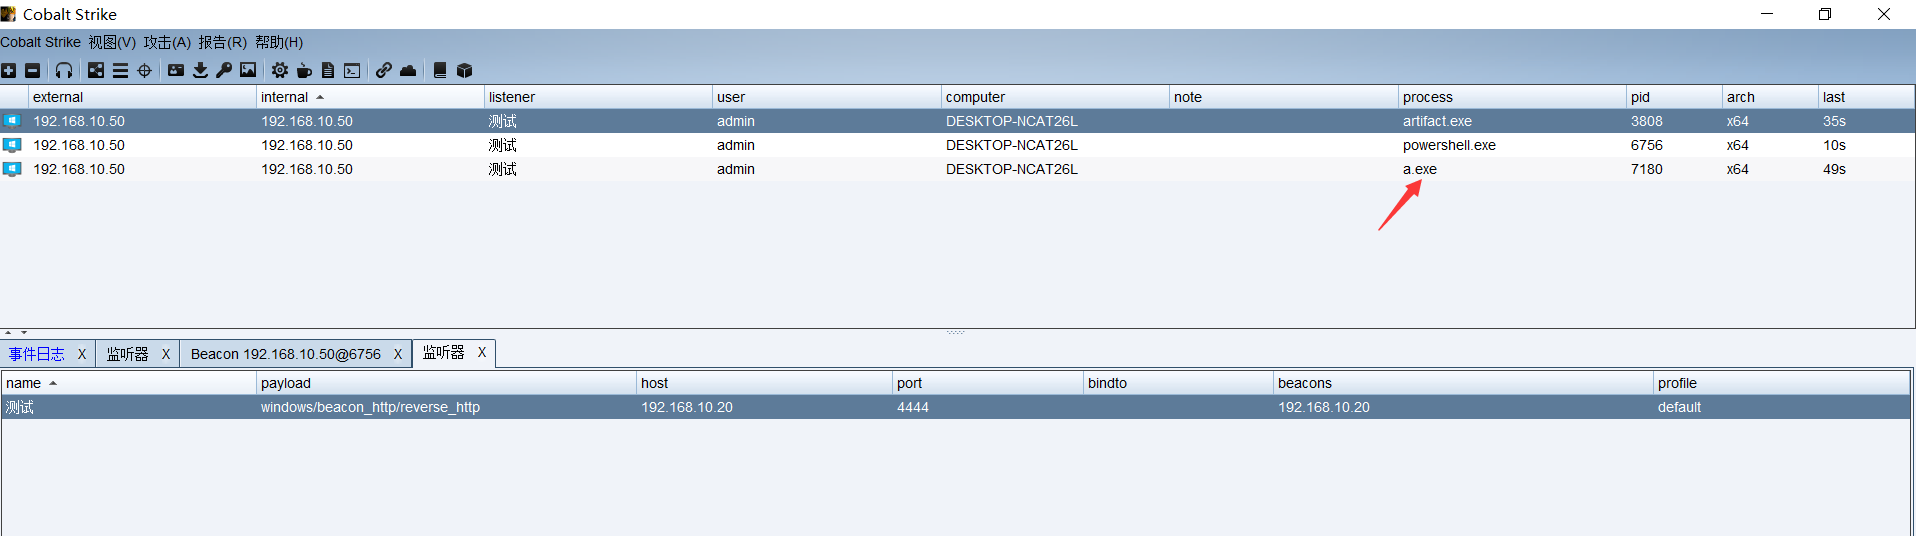 Cobalt Strike
Cobalt Strike 视图(V) 攻击(A) 报告(R) 帮助(H)
external internal listener user computer note process pid arch last
192.168.10.50 192.168.10.50 测试 admin DESKTOP-NCAT26L artifact.exe 3808 x64 35s
192.168.10.50 192.168.10.50 测试 admin DESKTOP-NCAT26L powershell.exe 6756 x64 10s
192.168.10.50 192.168.10.50 测试 admin DESKTOP-NCAT26L a.exe 7180 x64 49s
事件日志 X 监听器 X Beacon 192.168.10.50@6756 X 监听器 X
name payload host port bindto beacons profile
测试 windows/beacon_http/reverse_http 192.168.10.20 4444 192.168.10.20 default